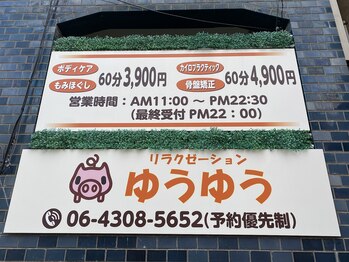 ボディケア もみほぐし 60分3,900円 カイロプラクティック 骨盤矯正 60分4,900円
営業時間：AM11:00 ～ PM22:30
(最終受付 PM22：00)
リラクゼーション
ゆうゆう
06-4308-5652(予約優先制)